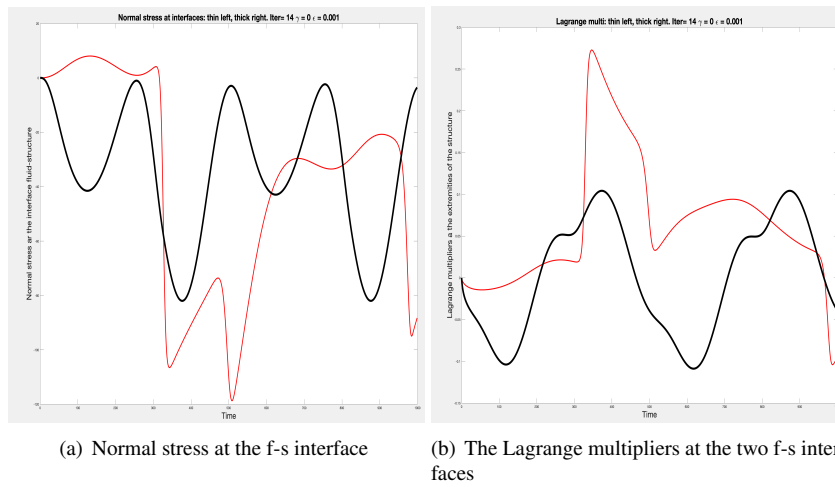 Normal stress at interfaces: thin left, thick right. Iter= 14 γ = 0 ϵ = 0.001
Normal stress ar the interface fluid-structure
Time
(a) Normal stress at the f-s interface
Lagrange multi: thin left, thick right. Iter= 14 γ = 0 ϵ = 0.001
Lagrange multipliers a the extremities of the structure
Time
(b) The Lagrange multipliers at the two f-s inter-
faces